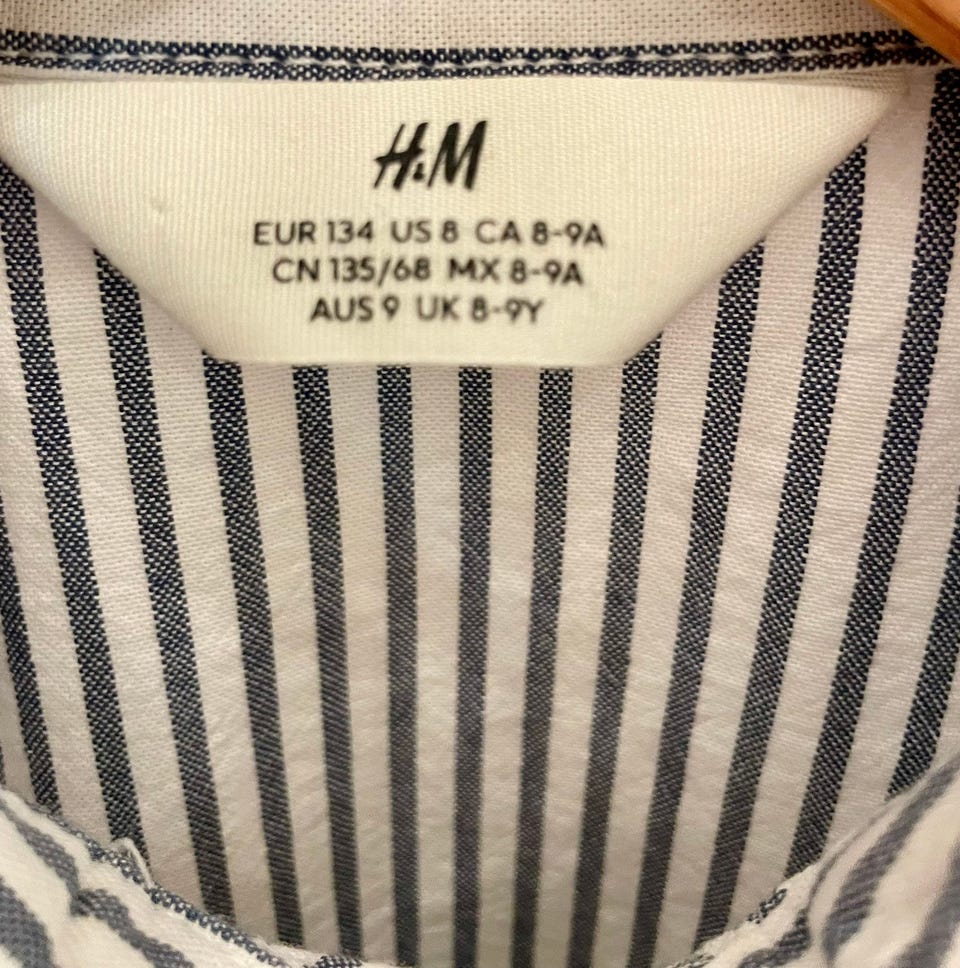 H&M
EUR 134 US 8 CA 8-9A
CN 135/68 MX 8-9A
AUS 9 UK 8-9Y